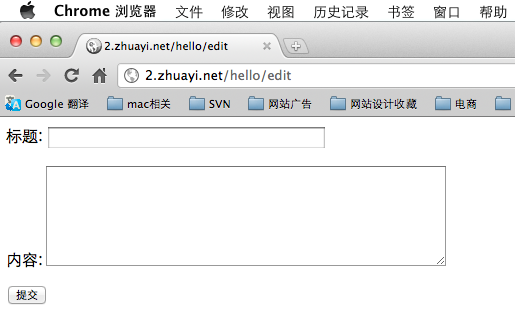 Chrome 浏览器 文件 修改 视图 历史记录 书签 窗口 帮助
2.zhuayi.net/hello/edit
2.zhuayi.net/hello/edit
Google 翻译 mac相关 SVN 网站广告 网站设计收藏 电商
标题:
内容:
提交